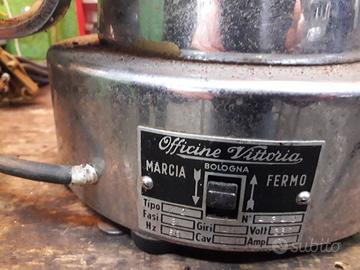 Officine Vittoria
BOLOGNA
MARCIA FERMO
Tipo N°
Fasi Giri Volt
Hz Cav Amp
subito